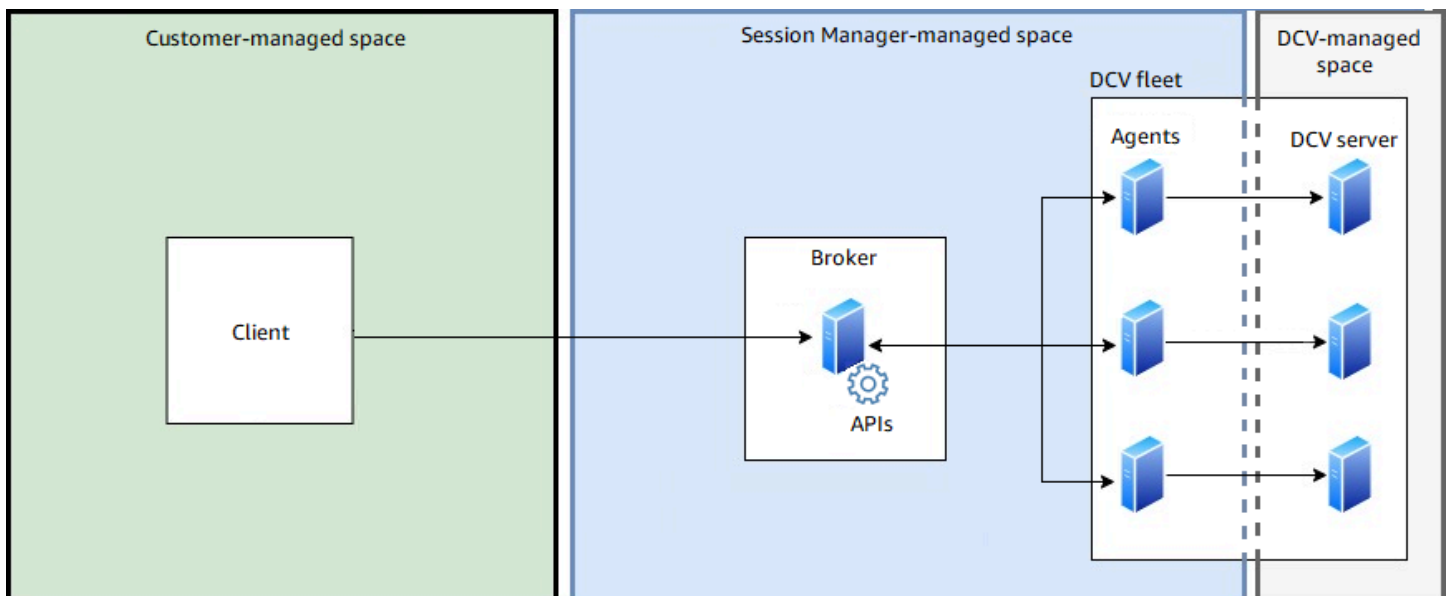 Customer-managed space
Session Manager-managed space
DCV-managed
space
DCV fleet
Agents
DCV server
Broker
Client
APIs